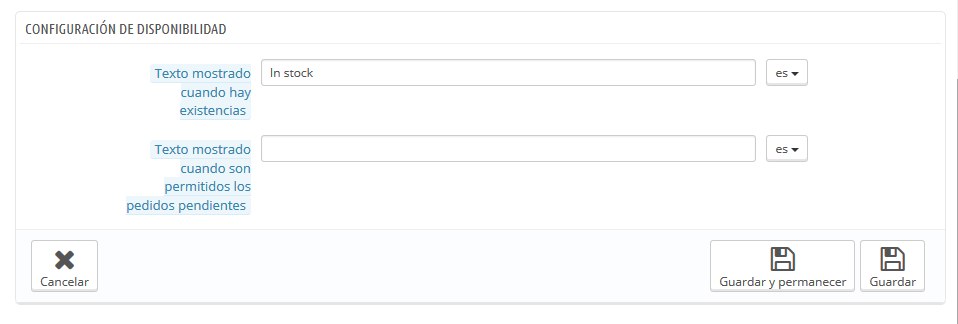 CONFIGURACIÓN DE DISPONIBILIDAD
Texto mostrado
cuando hay
existencias
In stock
es
Texto mostrado
cuando son
permitidos los
pedidos pendientes
es
Cancelar
Guardar y permanecer
Guardar